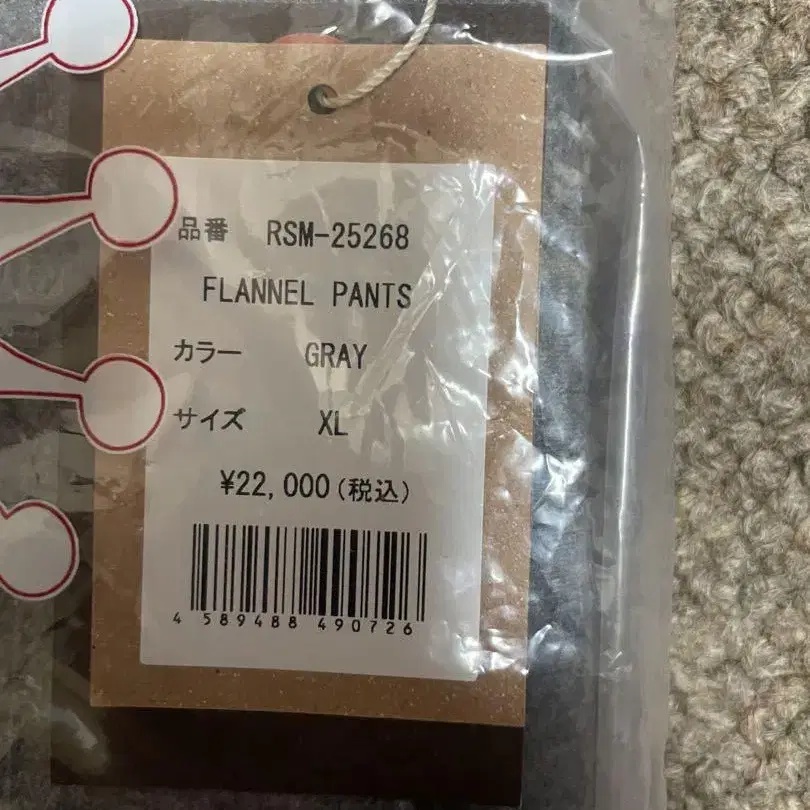 品番 RSM-25268
FLANNEL PANTS
カラー GRAY
サイズ XL
¥22,000(税込)
4 589488 490726